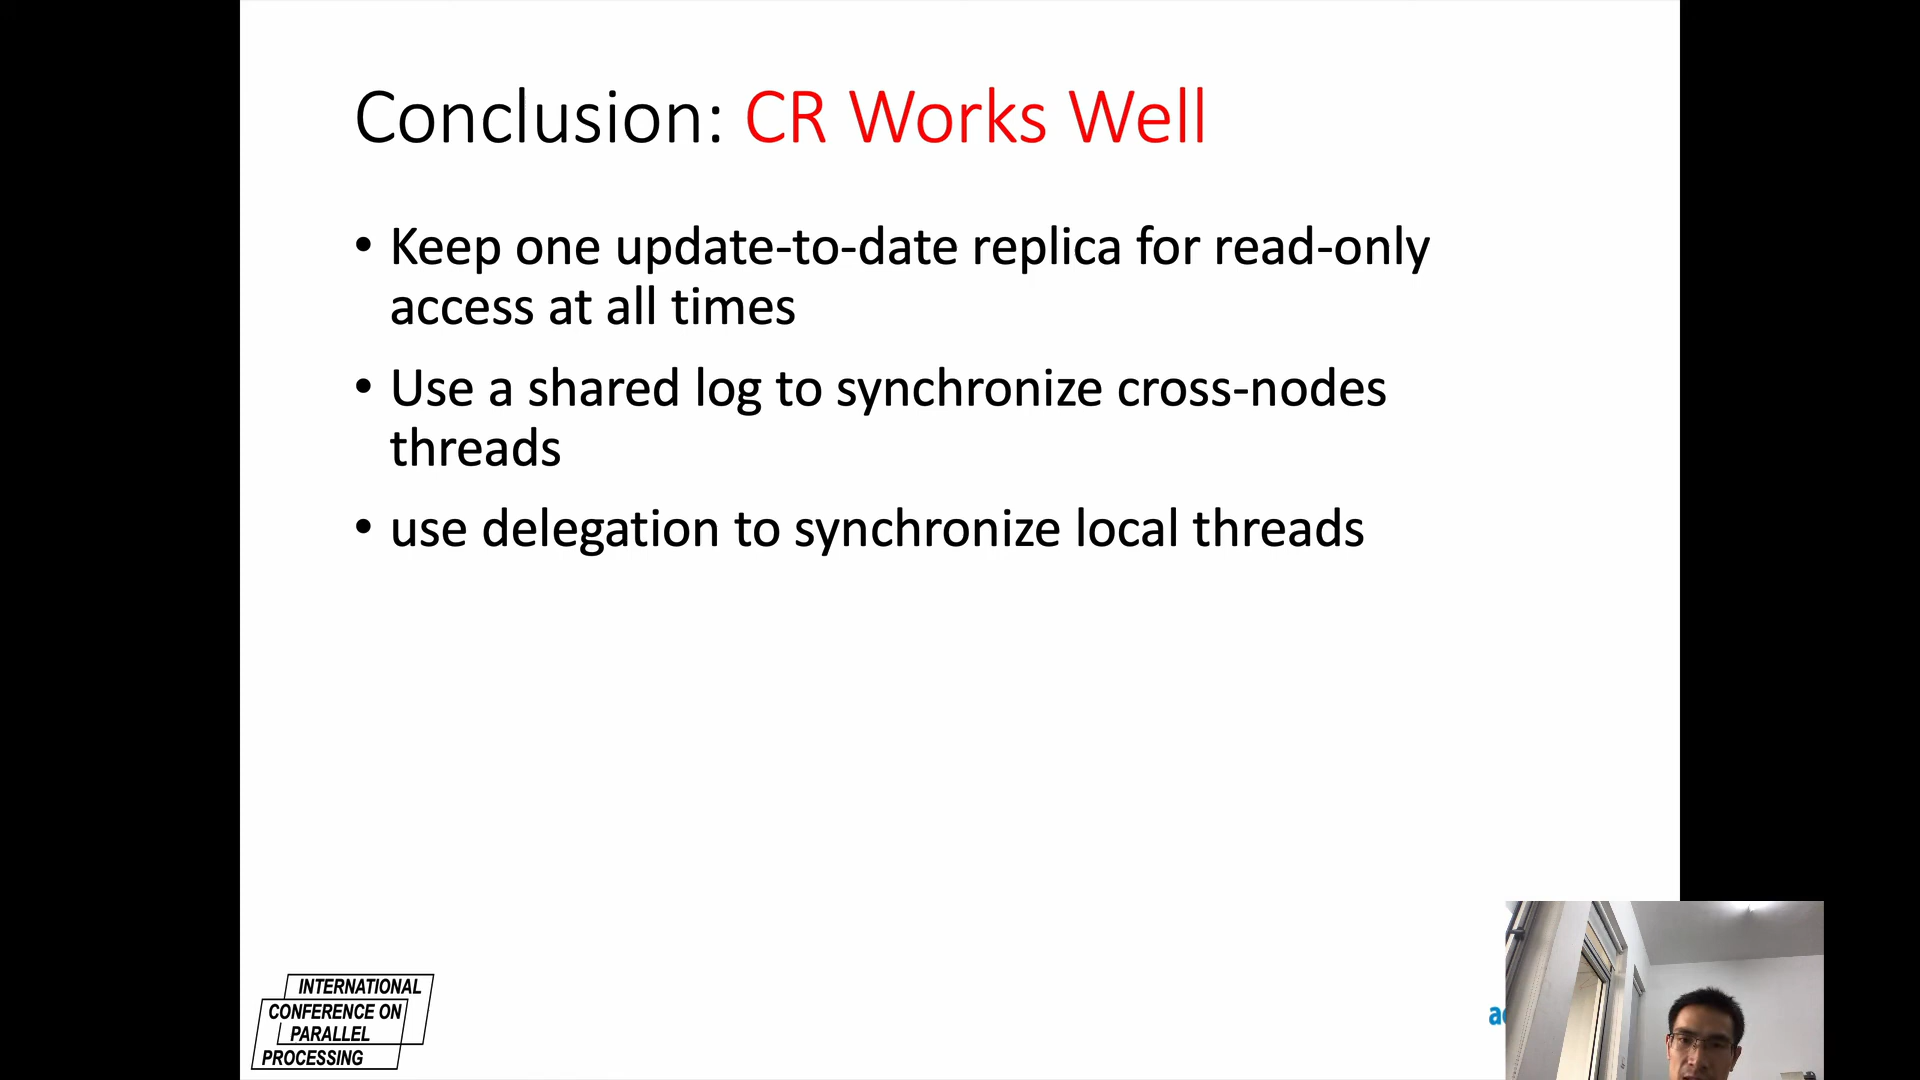 Conclusion: CR Works Well
• Keep one update-to-date replica for read-only
access at all times
• Use a shared log to synchronize cross-nodes
threads
• use delegation to synchronize local threads
INTERNATIONAL
CONFERENCE ON
PARALLEL
PROCESSING